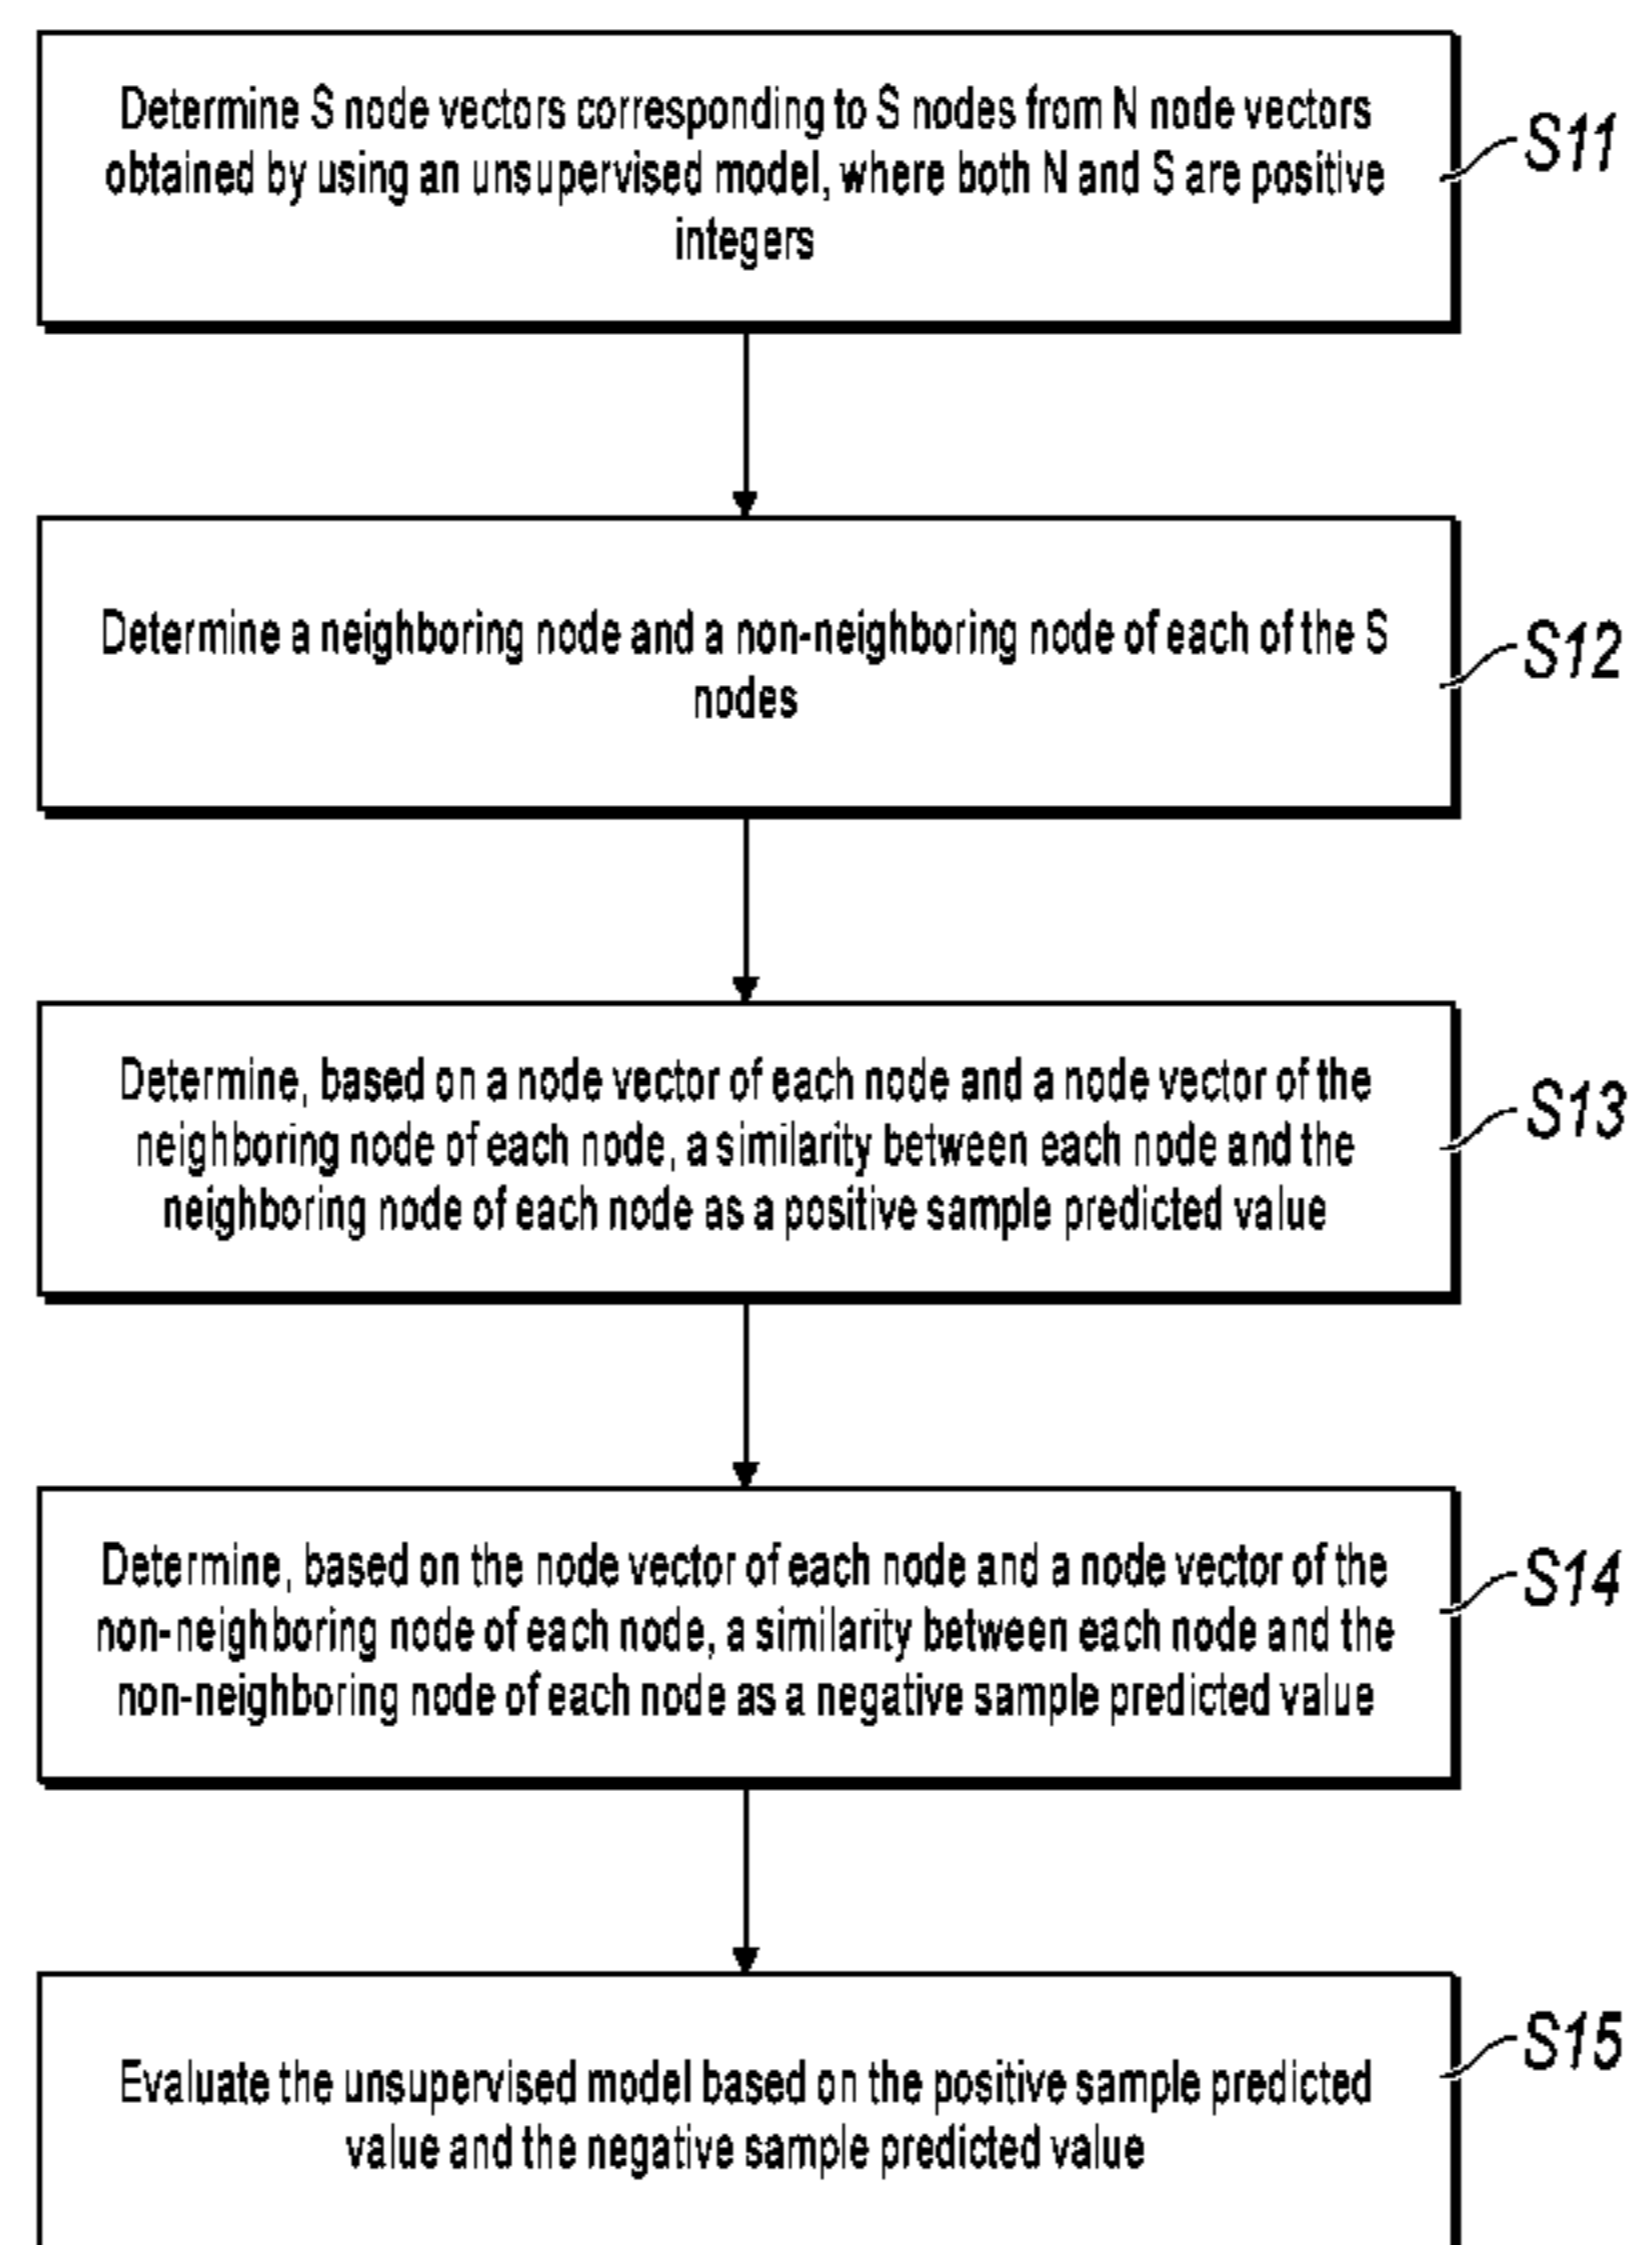 Determine S node vectors corresponding to S nodes from N node vectors
obtained by using an unsupervised model, where both N and S are positive
integers
S11
Determine a neighboring node and a non-neighboring node of each of the S
nodes
S12
Determine, based on a node vector of each node and a node vector of the
neighboring node of each node, a similarity between each node and the
neighboring node of each node as a positive sample predicted value
S13
Determine, based on the node vector of each node and a node vector of the
non-neighboring node of each node, a similarity between each node and the
non-neighboring node of each node as a negative sample predicted value
S14
Evaluate the unsupervised model based on the positive sample predicted
value and the negative sample predicted value
S15